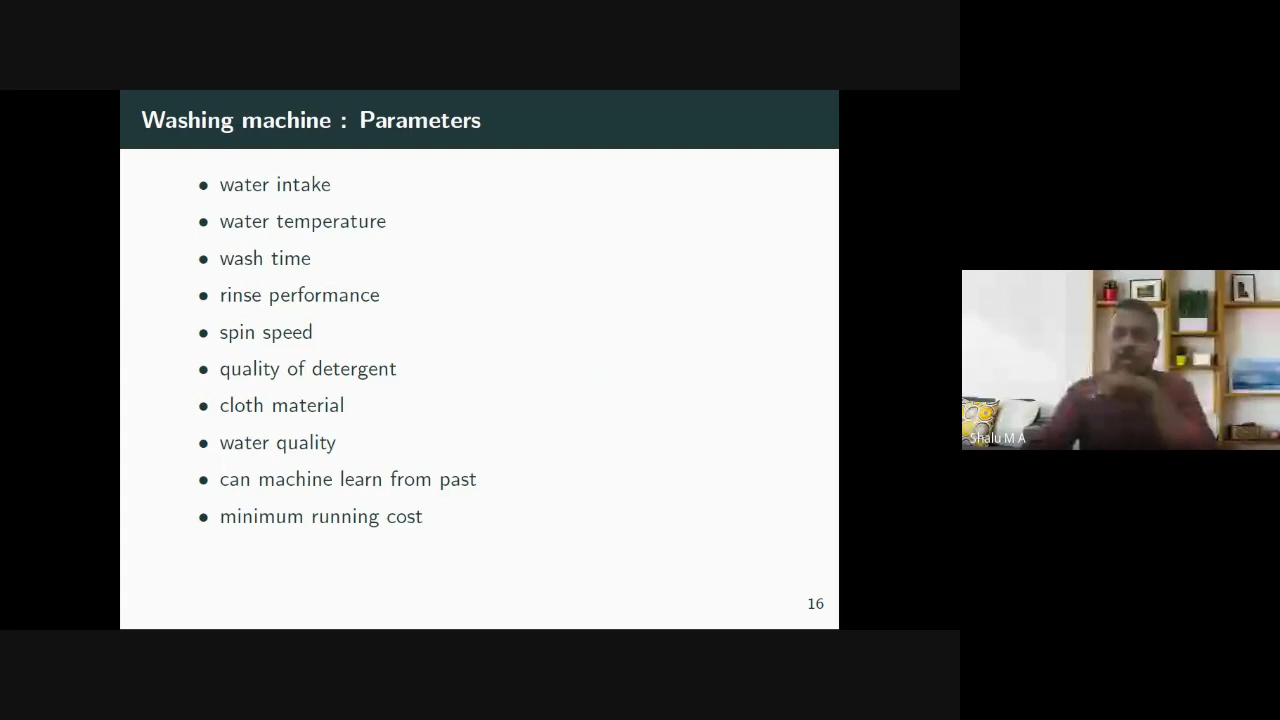 Washing machine : Parameters
• water intake
• water temperature
• wash time
• rinse performance
• spin speed
• quality of detergent
• cloth material
• water quality
• can machine learn from past
• minimum running cost
16
Shalu M A